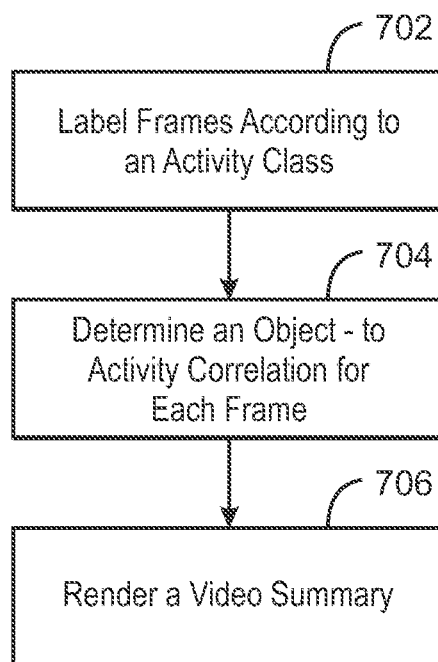 702
Label Frames According to
an Activity Class
704
Determine an Object - to
Activity Correlation for
Each Frame
706
Render a Video Summary